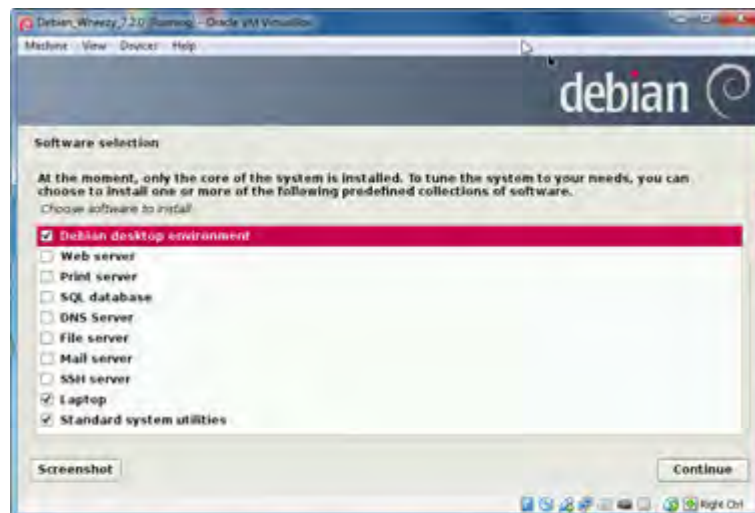 Debian_Wheezy_7.2.0 [Running] - Oracle VM VirtualBox
Machine View Devices Help
debian
Software selection
At the moment, only the core of the system is installed. To tune the system to your needs, you can
choose to install one or more of the following predefined collections of software.
Choose software to install:
Debian desktop environment
Web server
Print server
SQL database
DNS Server
File server
Mail server
SSH server
Laptop
Standard system utilities
Screenshot
Continue
Right Ctrl